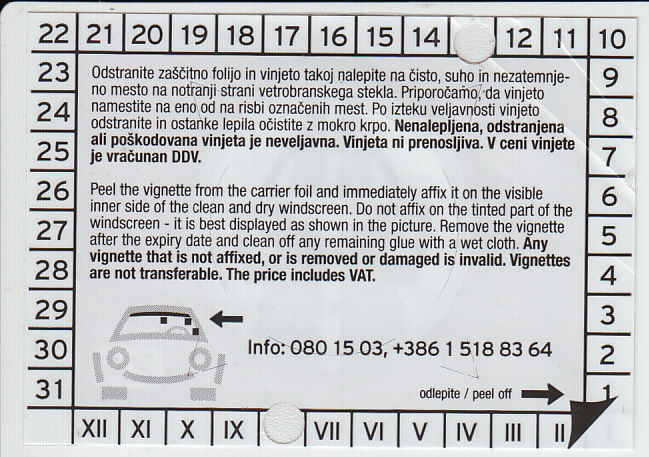 22 21 20 19 18 17 16 15 14 12 11 10
23 9
24 8
25 7
26 6
27 5
28 4
29 3
30 2
31 1
Odstranite zaščitno folijo in vinjeto takoj nalepite na čisto, suho in nezatemnje-
no mesto na notranji strani vetrobranskega stekla. Priporočamo, da vinjeto
namestite na eno od na risbi označenih mest. Po izteku veljavnosti vinjeto
odstranite in ostanke lepila očistite z mokro krpo. Nenalepljena, odstranjena
ali poškodovana vinjeta je neveljavna. Vinjeta ni prenosljiva. V ceni vinjete
je vračunan DDV.
Peel the vignette from the carrier foil and immediately affix it on the visible
inner side of the clean and dry windscreen. Do not affix on the tinted part of the
windscreen - it is best displayed as shown in the picture. Remove the vignette
after the expiry date and clean off any remaining glue with a wet cloth. Any
vignette that is not affixed, or is removed or damaged is invalid. Vignettes
are not transferable. The price includes VAT.
Info: 080 15 03, +386 1 518 83 64
odlepite / peel off
XII XI X IX VII VI V IV III II